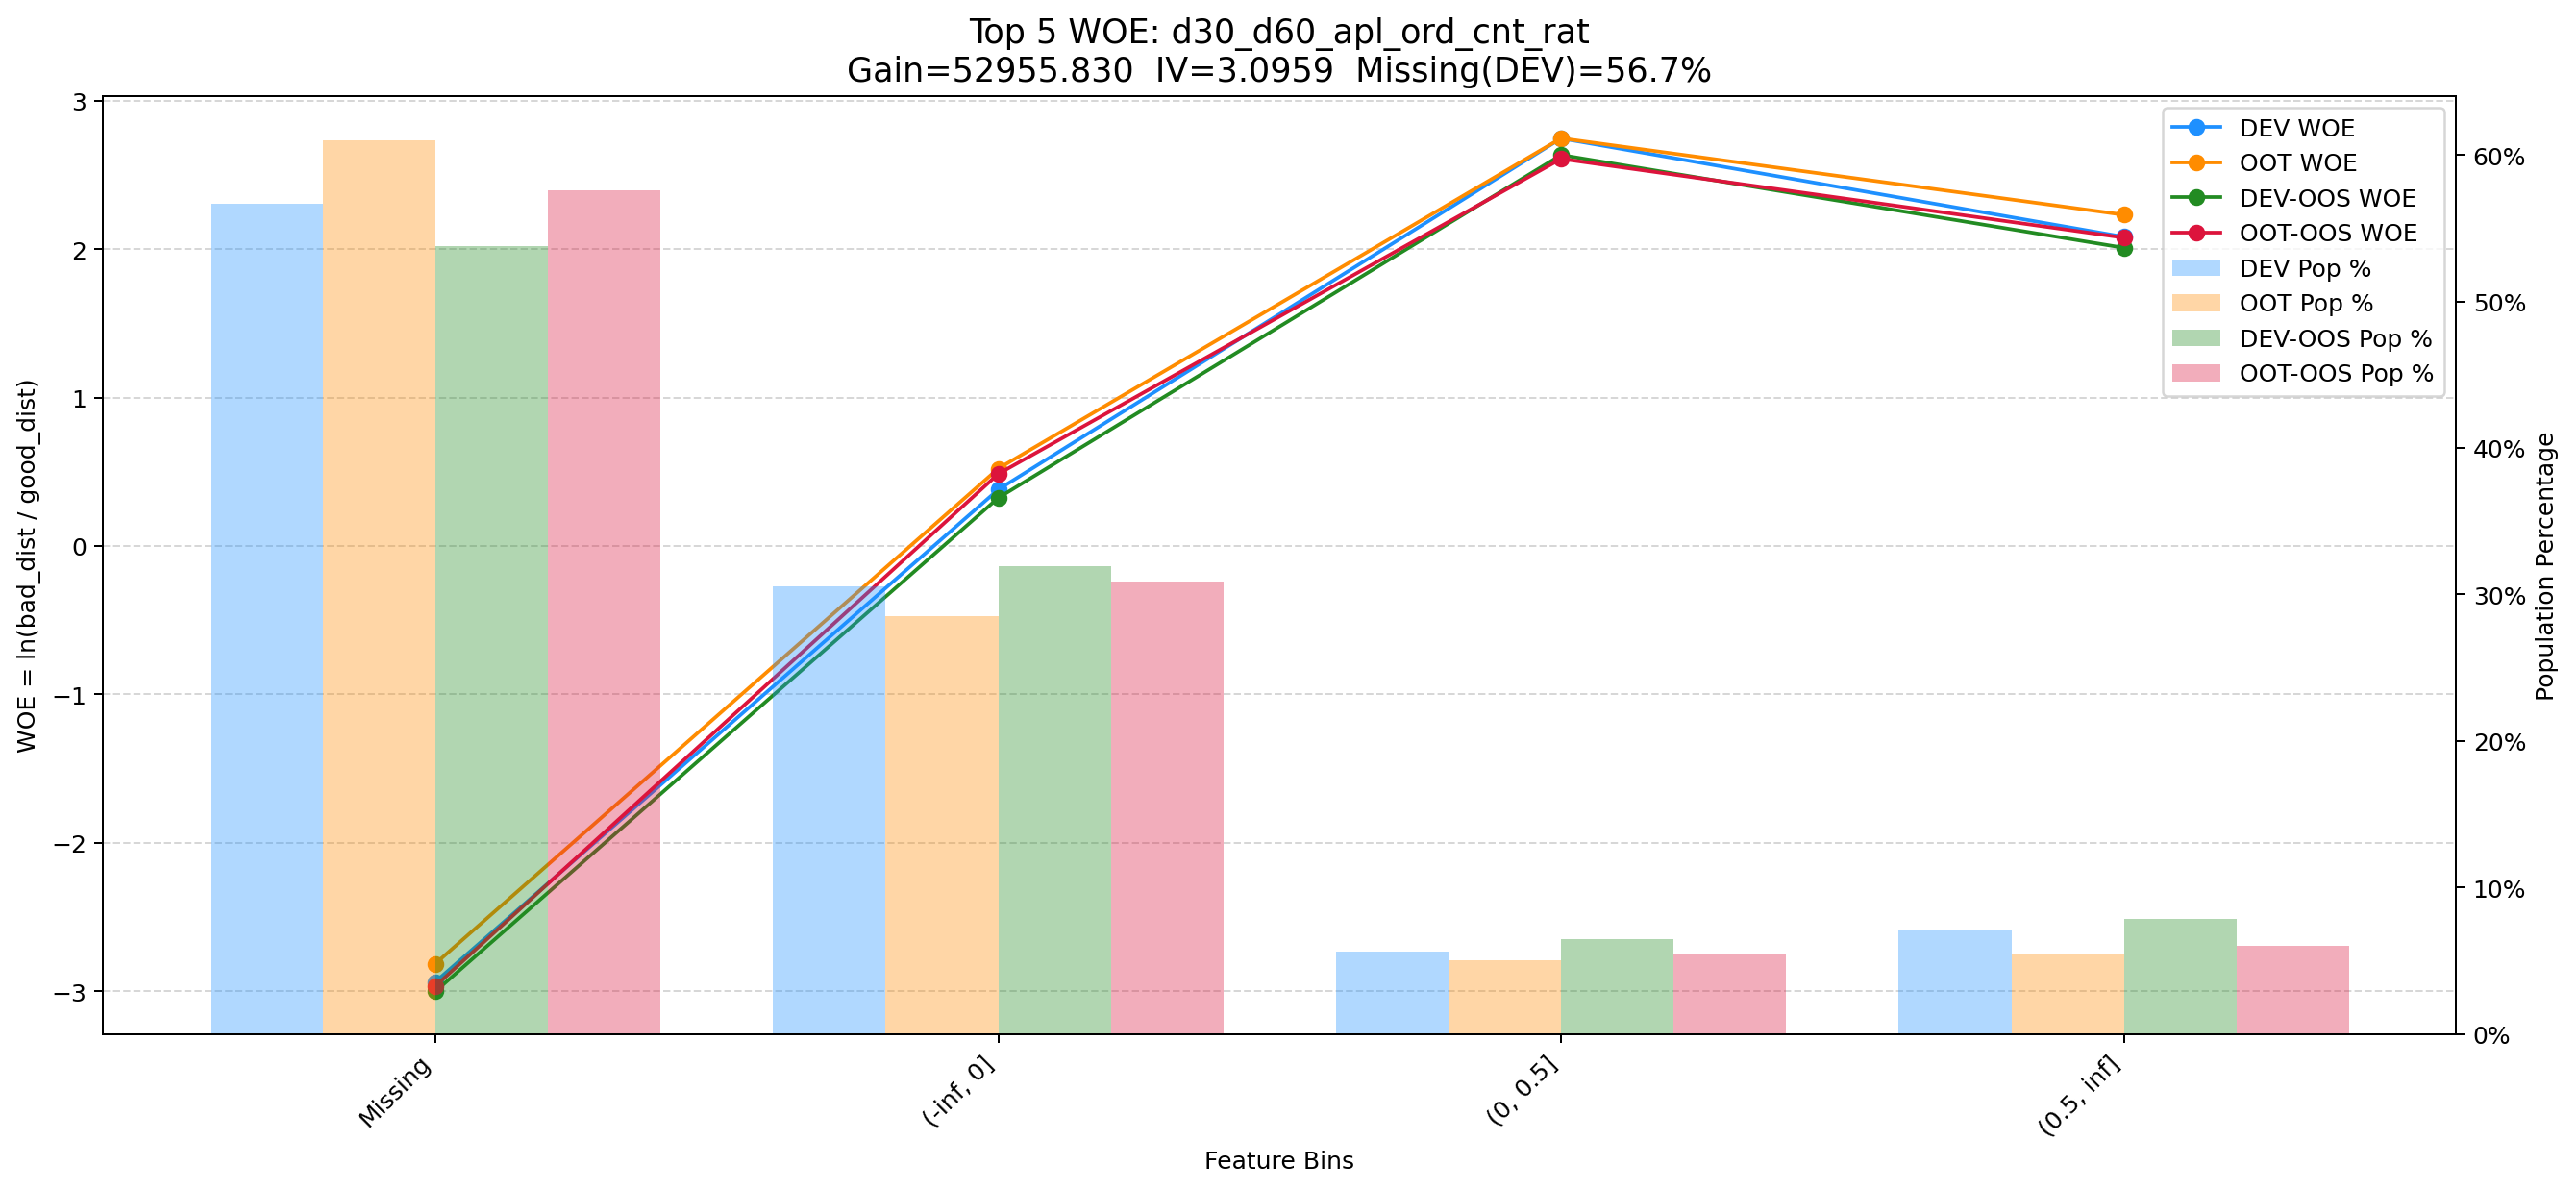 Top 5 WOE: d30_d60_apl_ord_cnt_rat
Gain=52955.830  IV=3.0959  Missing(DEV)=56.7%
WOE = ln(bad_dist / good_dist)
3
2
1
0
−1
−2
−3
DEV WOE
OOT WOE
DEV-OOS WOE
OOT-OOS WOE
DEV Pop %
OOT Pop %
DEV-OOS Pop %
OOT-OOS Pop %
60%
50%
40%
30%
20%
10%
0%
Population Percentage
Missing
(-inf, 0]
(0, 0.5]
(0.5, inf]
Feature Bins